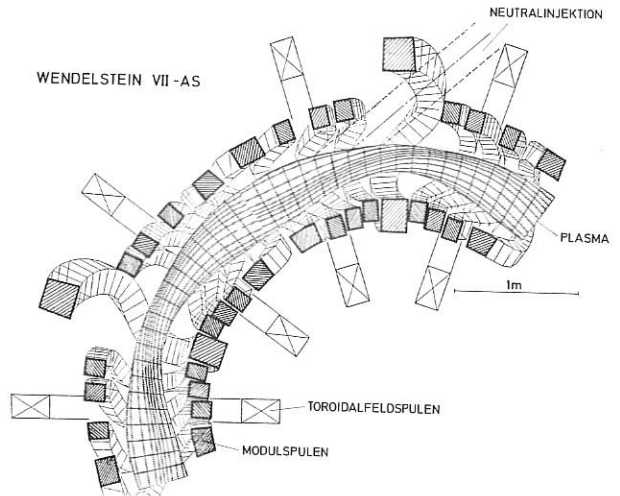 NEUTRALINJEKTION
WENDELSTEIN VII-AS
PLASMA
1m
TOROIDALFELDSPULEN
MODULSPULEN